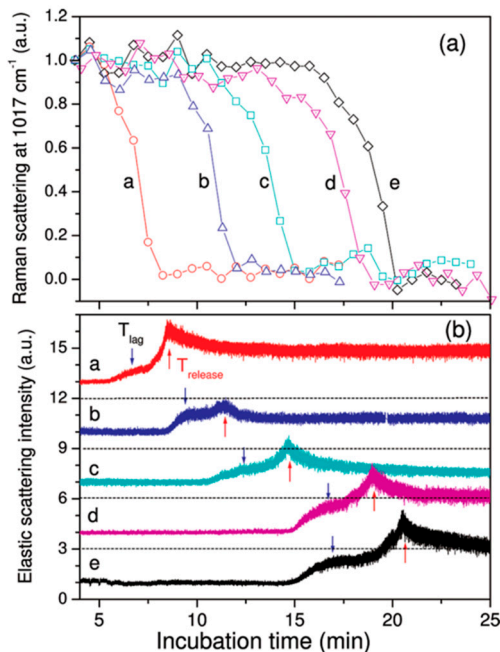 1.2
(a)
1.0
0.8
0.6
0.4
0.2
0.0
Raman scattering at 1017 cm⁻¹ (a.u.)
a
b
c
d
e
(b)
15
12
9
6
3
0
Elastic scattering intensity (a.u.)
T_lag
T_release
a
b
c
d
e
5 10 15 20 25
Incubation time (min)